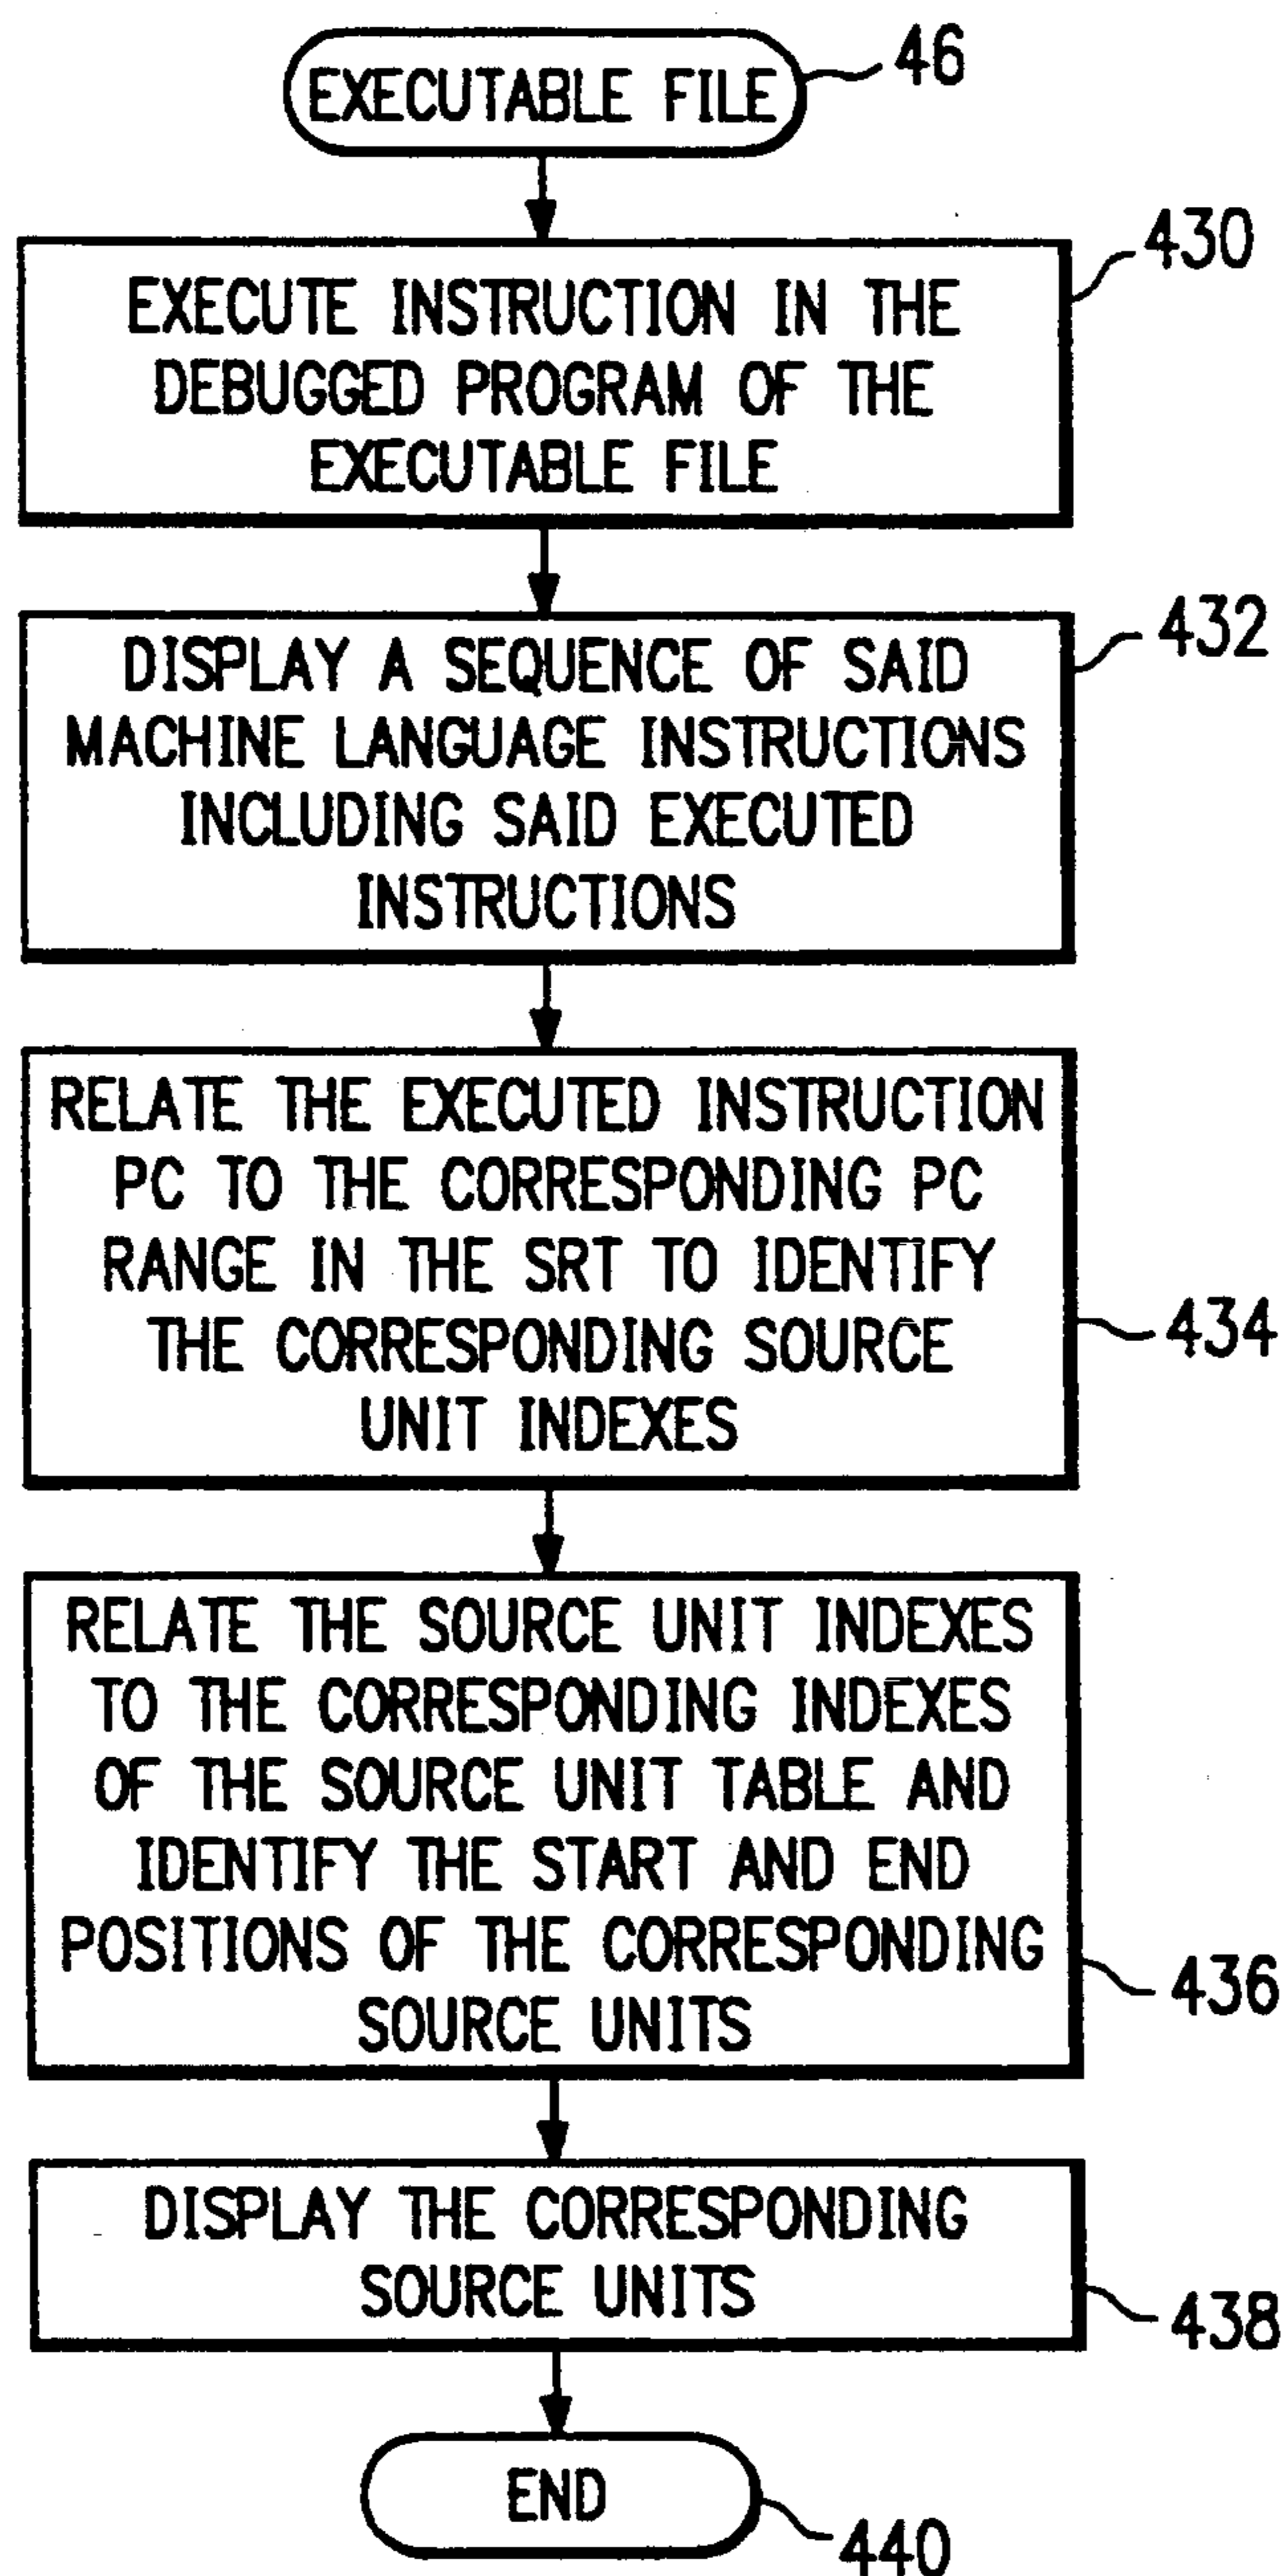 EXECUTABLE FILE
46
430
EXECUTE INSTRUCTION IN THE
DEBUGGED PROGRAM OF THE
EXECUTABLE FILE
432
DISPLAY A SEQUENCE OF SAID
MACHINE LANGUAGE INSTRUCTIONS
INCLUDING SAID EXECUTED
INSTRUCTIONS
RELATE THE EXECUTED INSTRUCTION
PC TO THE CORRESPONDING PC
RANGE IN THE SRT TO IDENTIFY
THE CORRESPONDING SOURCE
UNIT INDEXES
434
RELATE THE SOURCE UNIT INDEXES
TO THE CORRESPONDING INDEXES
OF THE SOURCE UNIT TABLE AND
IDENTIFY THE START AND END
POSITIONS OF THE CORRESPONDING
SOURCE UNITS
436
DISPLAY THE CORRESPONDING
SOURCE UNITS
438
END
440